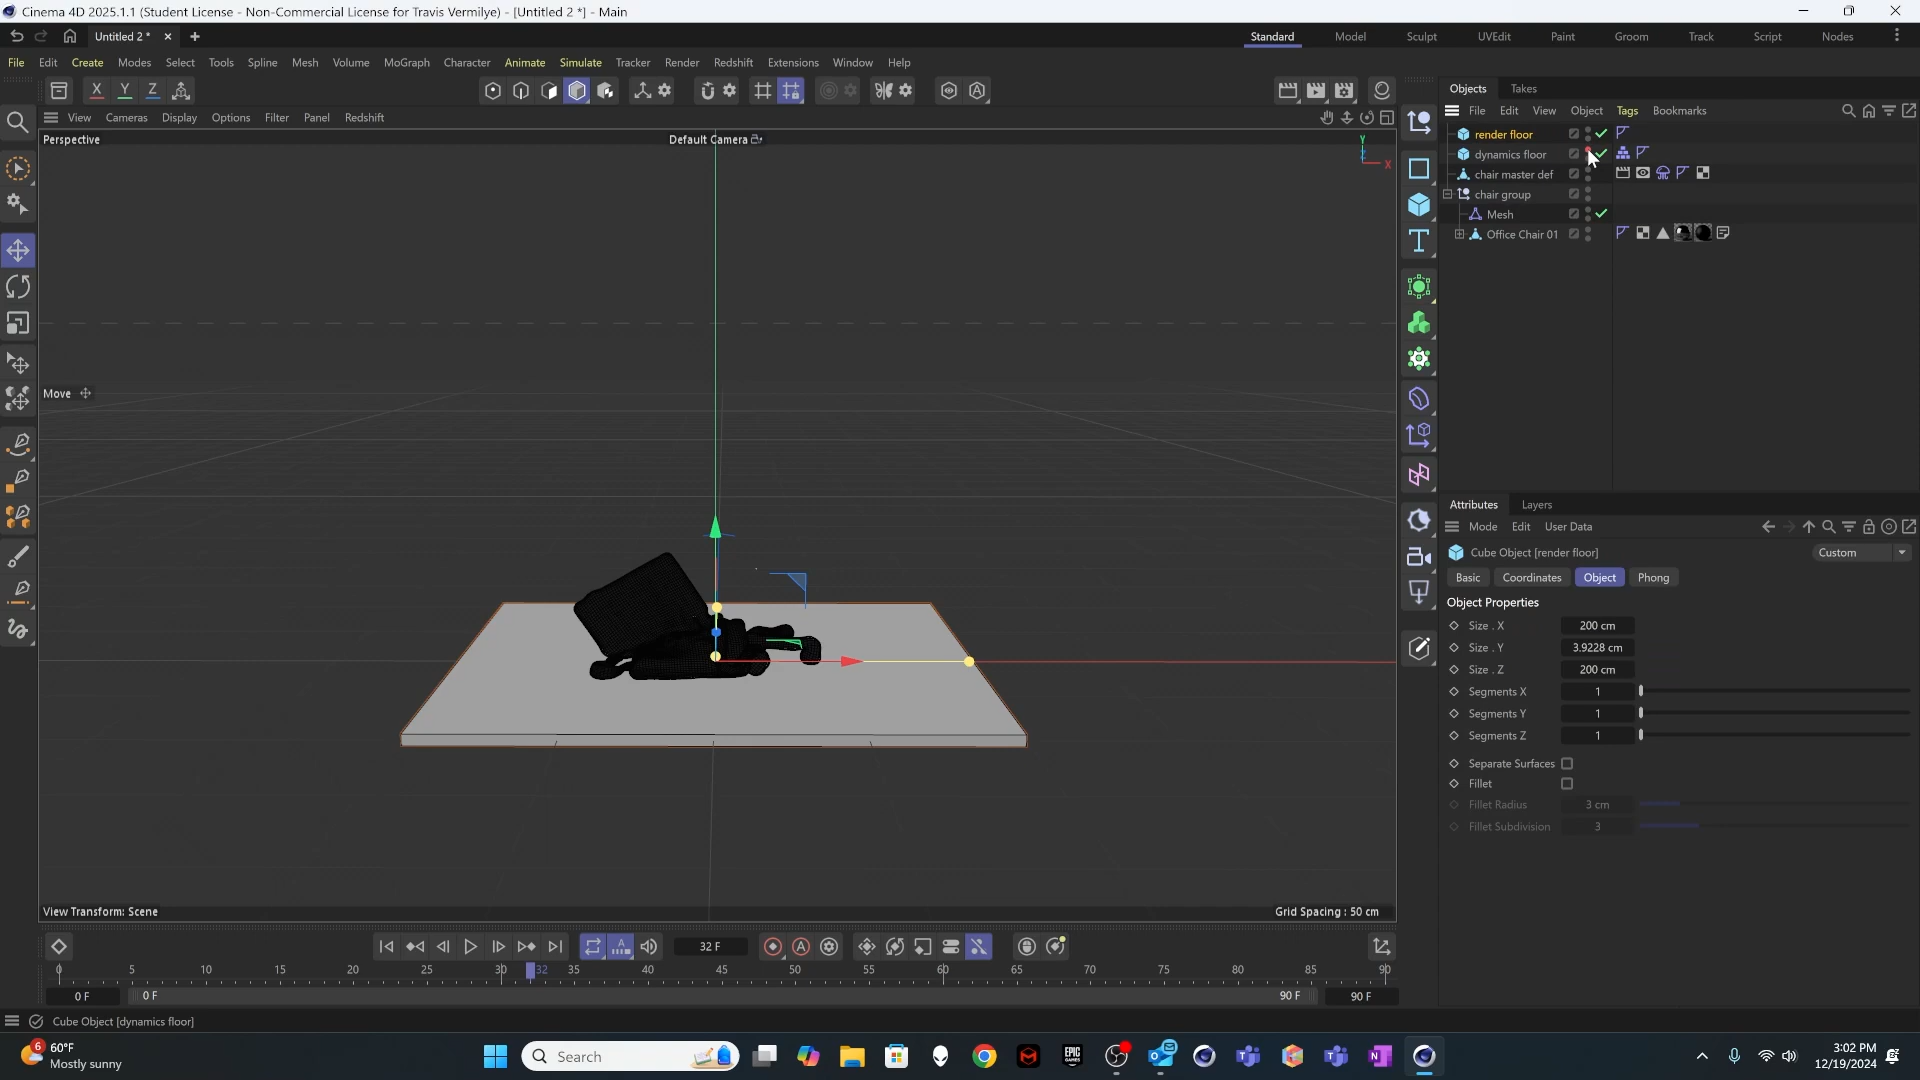 Cinema 4D 2025.1.1 (Student License - Non-Commercial License for Travis Vermilye) - [Untitled 2 *] - Main
Untitled 2 *
Standard Model Sculpt UVEdit Paint Groom Track Script Nodes
File Edit Create Modes Select Tools Spline Mesh Volume MoGraph Character Animate Simulate Tracker Render Redshift Extensions Window Help
X Y Z
Objects Takes
File Edit View Object Tags Bookmarks
View Cameras Display Options Filter Panel Redshift
Perspective
Default Camera
Y
Z
X
render floor
dynamics floor
chair master def
chair group
Mesh
Office Chair 01
Move
Attributes Layers
Mode Edit User Data
Cube Object [render floor]
Custom
Basic Coordinates Object Phong
Object Properties
Size . X 200 cm
Size . Y 3.9228 cm
Size . Z 200 cm
Segments X 1
Segments Y 1
Segments Z 1
Separate Surfaces
Fillet
Fillet Radius 3 cm
Fillet Subdivision 3
View Transform: Scene
Grid Spacing : 50 cm
32 F
0 5 10 15 20 25 30 32 35 40 45 50 55 60 65 70 75 80 85 90
0 F 0 F 90 F 90 F
Cube Object [dynamics floor]
6
60°F
Mostly sunny
Search
EPIC GAMES
3:02 PM
12/19/2024